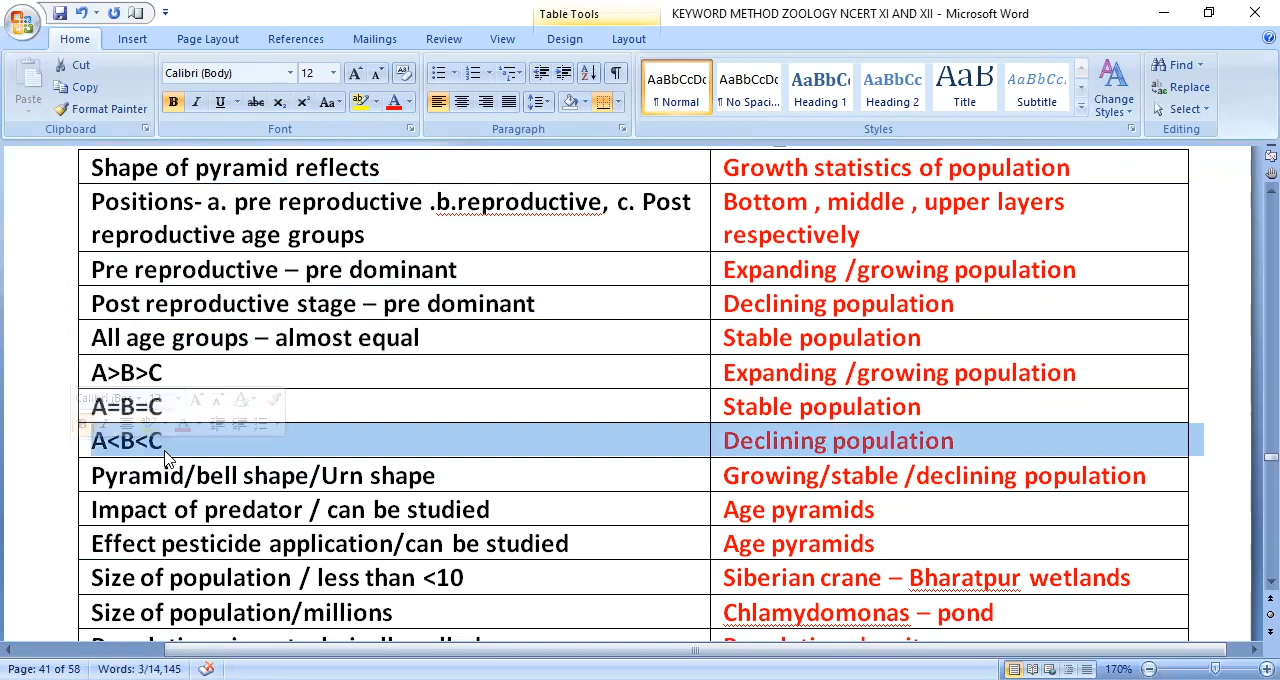 Table Tools
KEYWORD METHOD ZOOLOGY NCERT XI AND XII - Microsoft Word
Home Insert Page Layout References Mailings Review View Design Layout
Paste
Cut
Copy
Format Painter
Clipboard
Calibri (Body) 12
Font
Paragraph
AaBbCcDc AaBbCcDc AaBbCc AaBbCc AaB AaBbCc.
¶ Normal ¶ No Spaci... Heading 1 Heading 2 Title Subtitle
Change
Styles
Styles
Find
Replace
Select
Editing
Shape of pyramid reflects Growth statistics of population
Positions- a. pre reproductive .b.reproductive, c. Post Bottom , middle , upper layers
reproductive age groups respectively
Pre reproductive – pre dominant Expanding /growing population
Post reproductive stage – pre dominant Declining population
All age groups – almost equal Stable population
A>B>C Expanding /growing population
A=B=C Stable population
A<B<C Declining population
Pyramid/bell shape/Urn shape Growing/stable /declining population
Impact of predator / can be studied Age pyramids
Effect pesticide application/can be studied Age pyramids
Size of population / less than <10 Siberian crane – Bharatpur wetlands
Size of population/millions Chlamydomonas – pond
Page: 41 of 58 Words: 3/14,145 170%